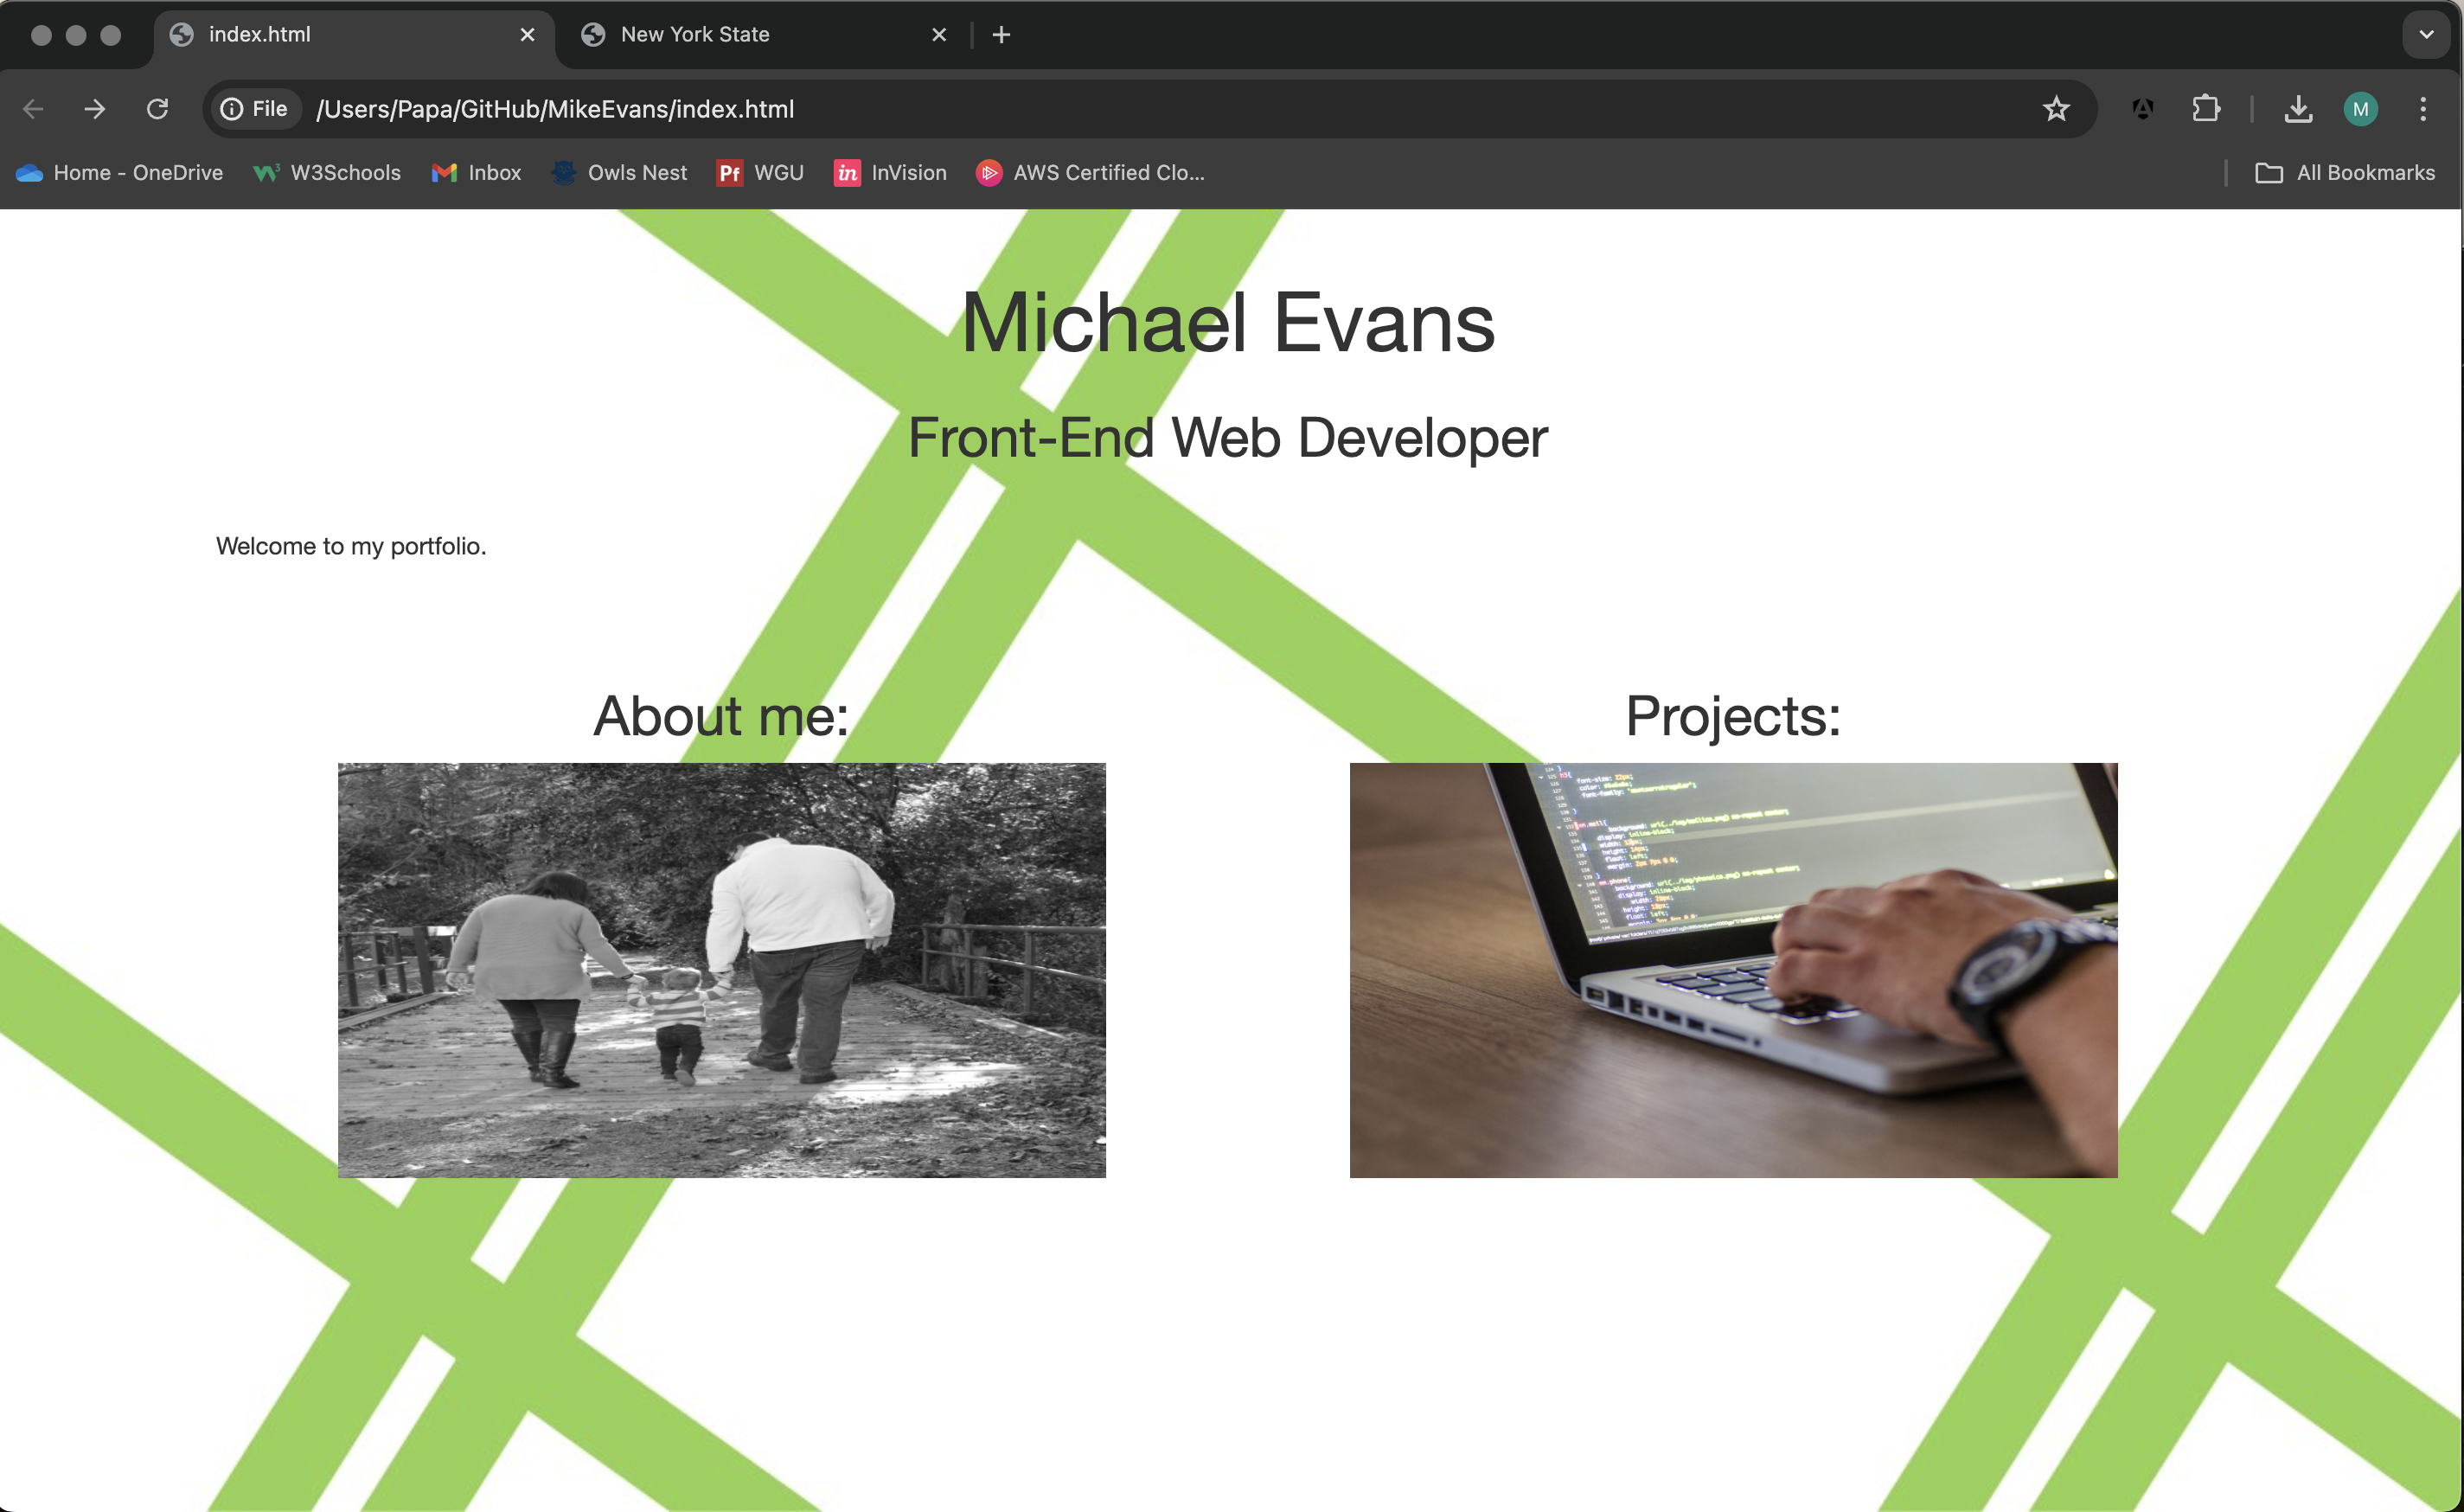 index.html
New York State
File /Users/Papa/GitHub/MikeEvans/index.html
M
Home - OneDrive W3Schools Inbox Owls Nest Pf WGU in InVision AWS Certified Clo... All Bookmarks
Michael Evans
Front-End Web Developer
Welcome to my portfolio.
About me:
Projects: